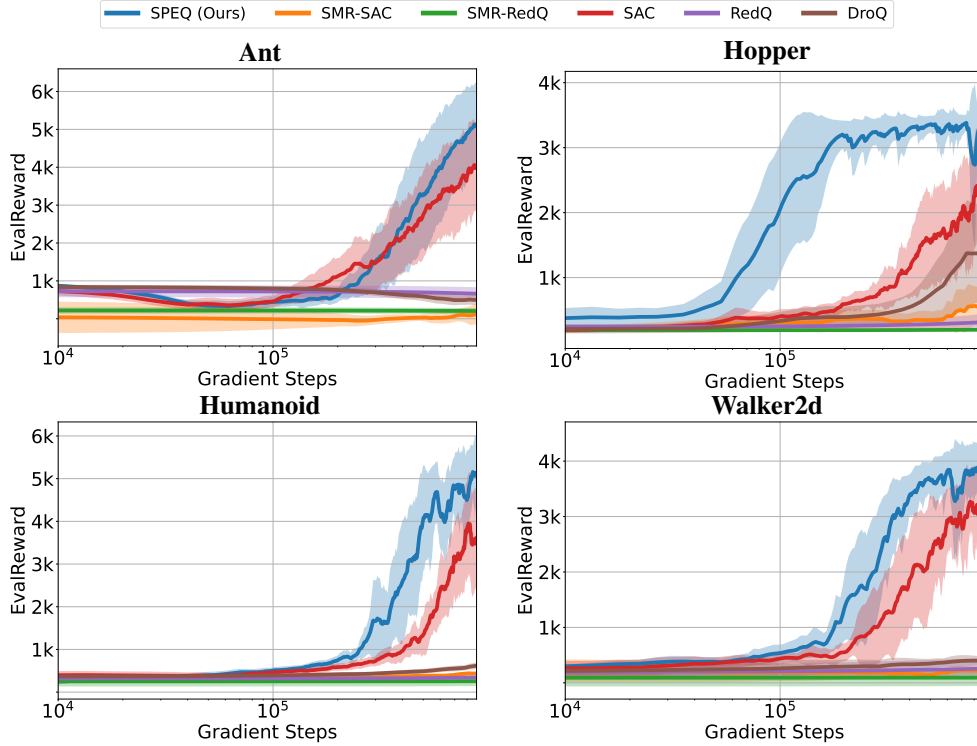 SPEQ (Ours) SMR-SAC SMR-RedQ SAC RedQ DroQ
Ant
6k
5k
4k
3k
2k
1k
EvalReward
10^4 10^5
Gradient Steps
Hopper
4k
3k
2k
1k
EvalReward
10^4 10^5
Gradient Steps
Humanoid
6k
5k
4k
3k
2k
1k
EvalReward
10^4 10^5
Gradient Steps
Walker2d
4k
3k
2k
1k
EvalReward
10^4 10^5
Gradient Steps